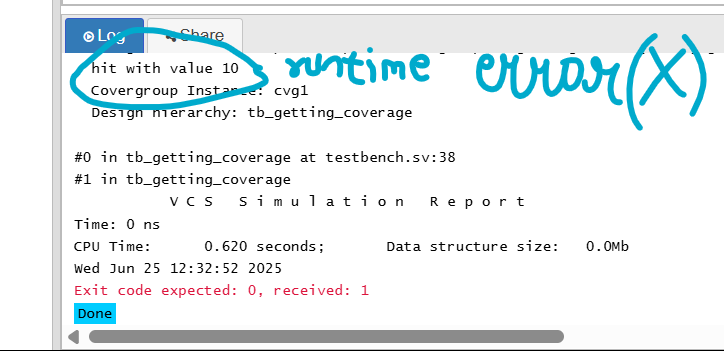 Log
Share
hit with value 10
runtime error(X)
Covergroup Instance: cvg1
Design hierarchy: tb_getting_coverage
#0 in tb_getting_coverage at testbench.sv:38
#1 in tb_getting_coverage
V C S   S i m u l a t i o n   R e p o r t
Time: 0 ns
CPU Time:      0.620 seconds;       Data structure size:   0.0Mb
Wed Jun 25 12:32:52 2025
Exit code expected: 0, received: 1
Done